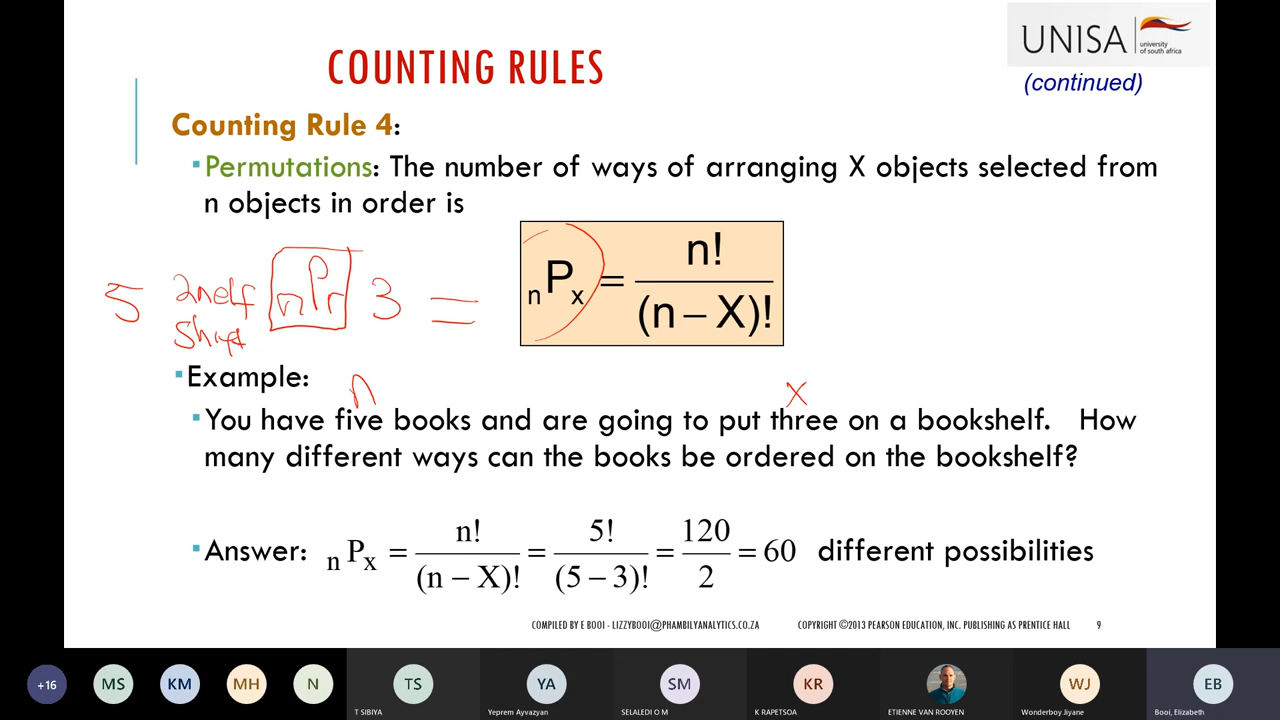 UNISA university
of south africa
COUNTING RULES
(continued)
Counting Rule 4:
Permutations: The number of ways of arranging X objects selected from
n objects in order is
nPx = n! / (n – X)!
5 2ndf nPr 3 =
Shift
Example:
n x
You have five books and are going to put three on a bookshelf. How
many different ways can the books be ordered on the bookshelf?
Answer: nPx = n! / (n – X)! = 5! / (5 – 3)! = 120 / 2 = 60 different possibilities
COMPILED BY E BOOI - LIZZYBOOI@PHAMBILYANALYTICS.CO.ZA COPYRIGHT ©2013 PEARSON EDUCATION, INC. PUBLISHING AS PRENTICE HALL 9
+16 MS KM MH N TS YA SM KR WJ EB
T SIBIYA Yeprem Ayvazyan SELALEDI O M K RAPETSOA ETIENNE VAN ROOYEN Wonderboy Jiyane Booi, Elizabeth